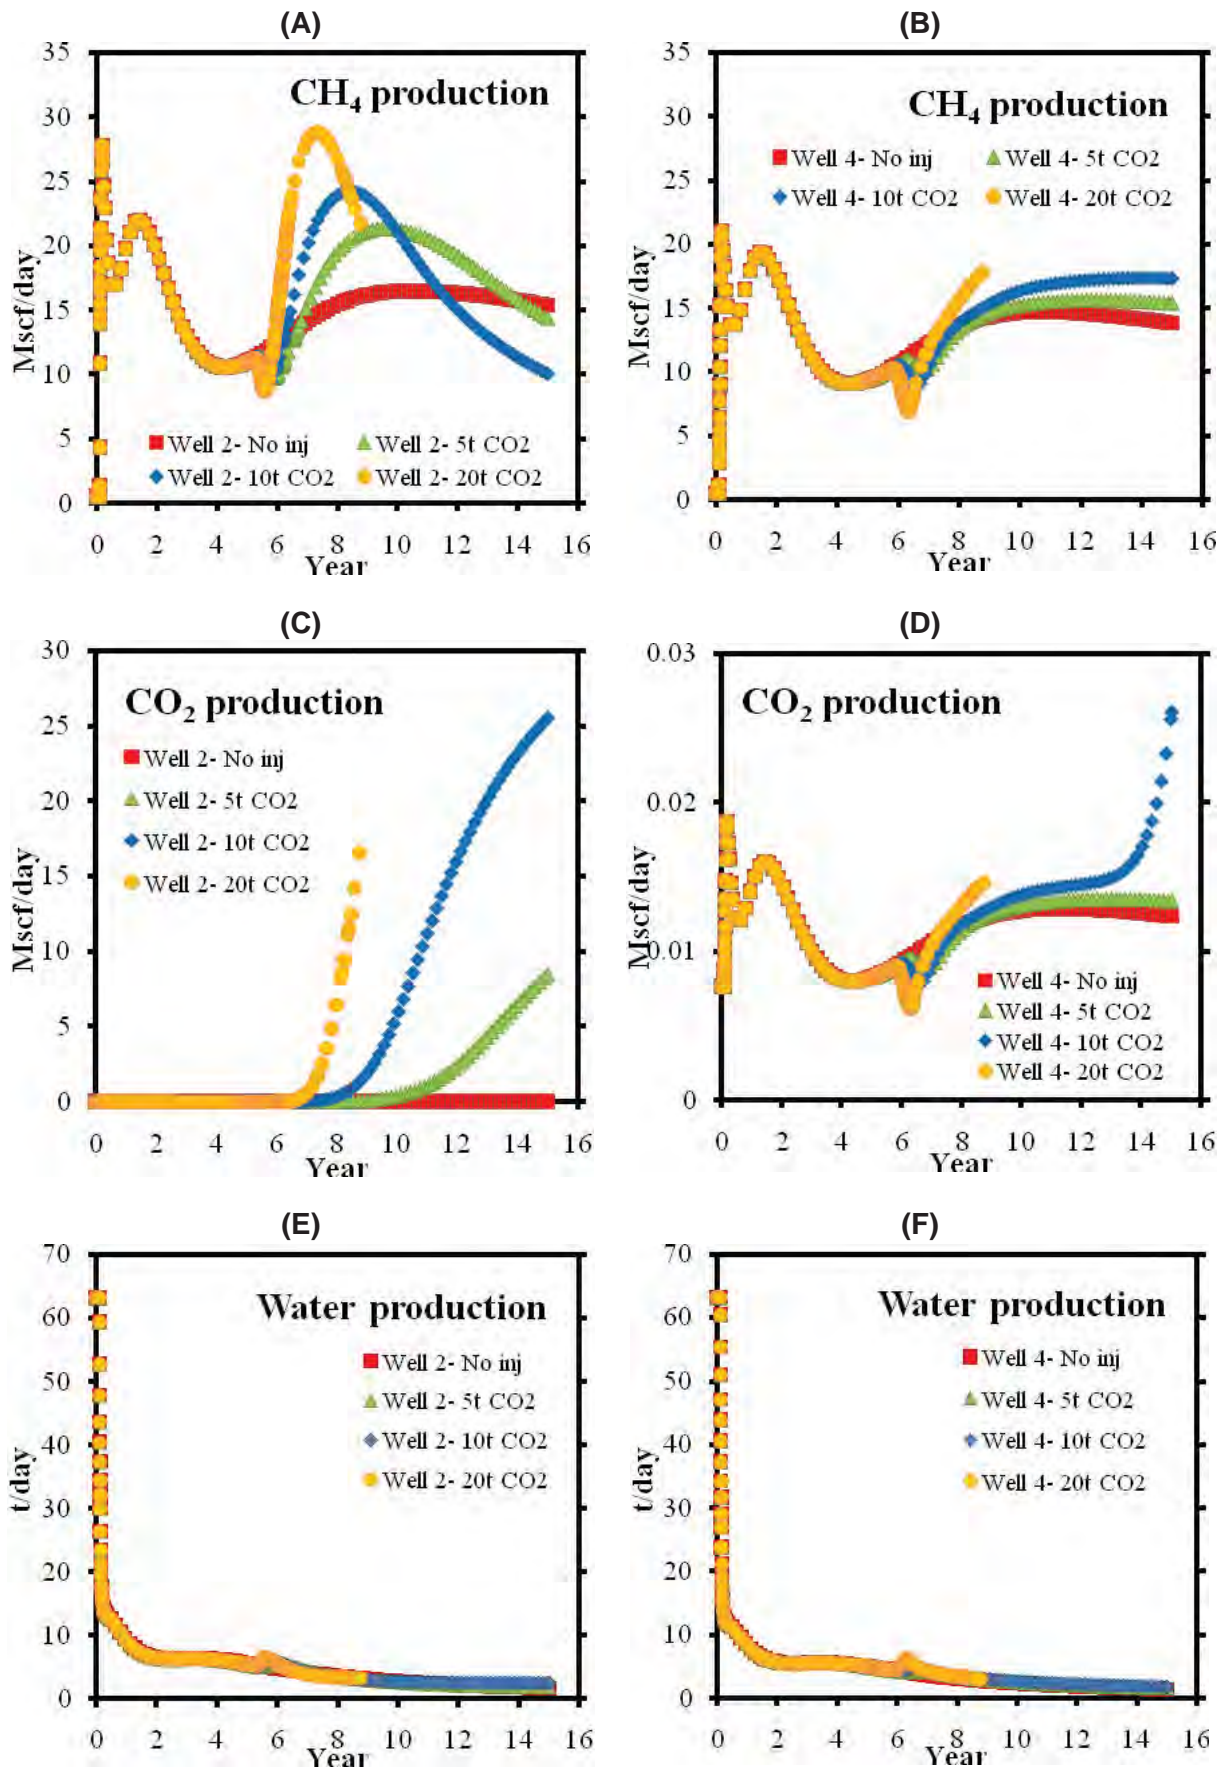 (A)
CH4 production
35
30
25
20
15
10
5
0
Mscf/day
Well 2- No inj
Well 2- 5t CO2
Well 2- 10t CO2
Well 2- 20t CO2
0 2 4 6 8 10 12 14 16
Year
(B)
CH4 production
Well 4- No inj
Well 4- 5t CO2
Well 4- 10t CO2
Well 4- 20t CO2
35
30
25
20
15
10
5
0
Mscf/day
0 2 4 6 8 10 12 14 16
Year
(C)
CO2 production
Well 2- No inj
Well 2- 5t CO2
Well 2- 10t CO2
Well 2- 20t CO2
30
25
20
15
10
5
0
Mscf/day
0 2 4 6 8 10 12 14 16
Year
(D)
CO2 production
0.03
0.02
0.01
0
Mscf/day
Well 4- No inj
Well 4- 5t CO2
Well 4- 10t CO2
Well 4- 20t CO2
0 2 4 6 8 10 12 14 16
Year
(E)
Water production
Well 2- No inj
Well 2- 5t CO2
Well 2- 10t CO2
Well 2- 20t CO2
70
60
50
40
30
20
10
0
t/day
0 2 4 6 8 10 12 14 16
Year
(F)
Water production
Well 4- No inj
Well 4- 5t CO2
Well 4- 10t CO2
Well 4- 20t CO2
70
60
50
40
30
20
10
0
t/day
0 2 4 6 8 10 12 14 16
Year